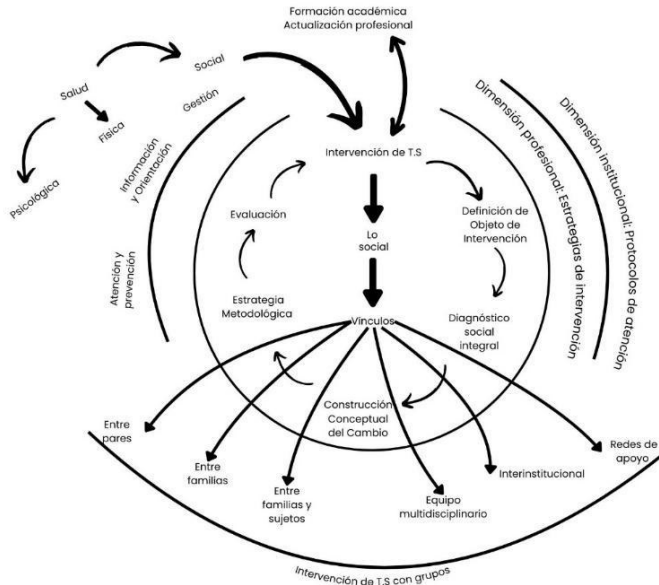 Formación académica
Actualización profesional
Social
Salud
Física
Psicológica
Gestión
Información
y Orientación
Atención y
prevención
Dimensión institucional: Protocolos de atención
Dimensión profesional: Estrategias de intervención
Intervención de T.S
Evaluación
Definición de
Objeto de
Intervención
Lo
social
Estrategia
Metodológica
Vínculos
Diagnóstico
social
integral
Construcción
Conceptual
del Cambio
Entre
pares
Entre
familias
Entre
familias y
sujetos
Equipo
multidisciplinario
Interinstitucional
Redes de
apoyo
Intervención de T.S con grupos